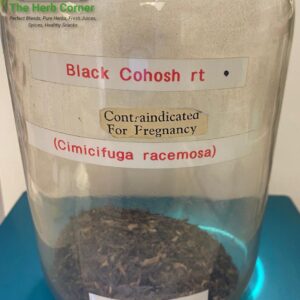 The Herb Corner
Perfect Blends. Pure Herbs, Fresh Juices,
Spices, Healthy Snacks
Black Cohosh rt •
Contraindicated
For Pregnancy
(Cimicifuga racemosa)